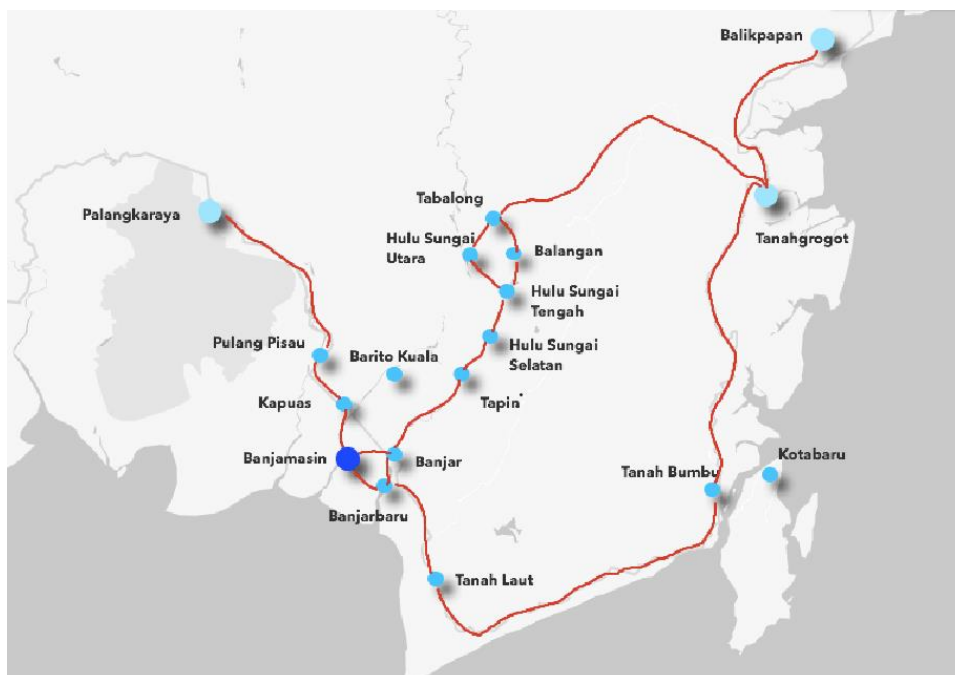 Balikpapan
Palangkaraya
Tabalong
Tanahgrogot
Hulu Sungai
Utara
Balangan
Hulu Sungai
Tengah
Pulang Pisau
Barito Kuala
Hulu Sungai
Selatan
Kapuas
Tapin*
Banjamasin
Banjar
Tanah Bumbu
Kotabaru
Banjarbaru
Tanah Laut